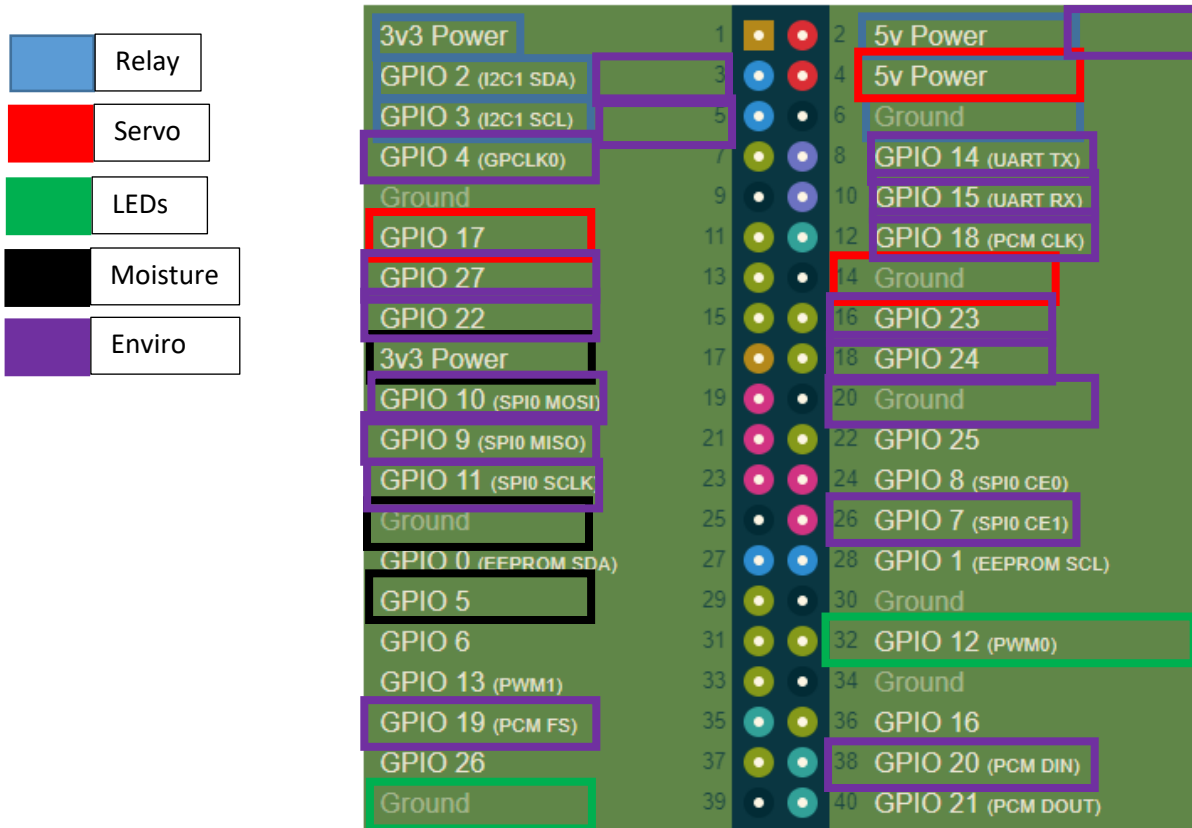 Relay
Servo
LEDs
Moisture
Enviro
3v3 Power 1 2 5v Power
GPIO 2 (I2C1 SDA) 3 4 5v Power
GPIO 3 (I2C1 SCL) 5 6 Ground
GPIO 4 (GPCLK0) 7 8 GPIO 14 (UART TX)
Ground 9 10 GPIO 15 (UART RX)
GPIO 17 11 12 GPIO 18 (PCM CLK)
GPIO 27 13 14 Ground
GPIO 22 15 16 GPIO 23
3v3 Power 17 18 GPIO 24
GPIO 10 (SPI0 MOSI) 19 20 Ground
GPIO 9 (SPI0 MISO) 21 22 GPIO 25
GPIO 11 (SPI0 SCLK) 23 24 GPIO 8 (SPI0 CE0)
Ground 25 26 GPIO 7 (SPI0 CE1)
GPIO 0 (EEPROM SDA) 27 28 GPIO 1 (EEPROM SCL)
GPIO 5 29 30 Ground
GPIO 6 31 32 GPIO 12 (PWM0)
GPIO 13 (PWM1) 33 34 Ground
GPIO 19 (PCM FS) 35 36 GPIO 16
GPIO 26 37 38 GPIO 20 (PCM DIN)
Ground 39 40 GPIO 21 (PCM DOUT)